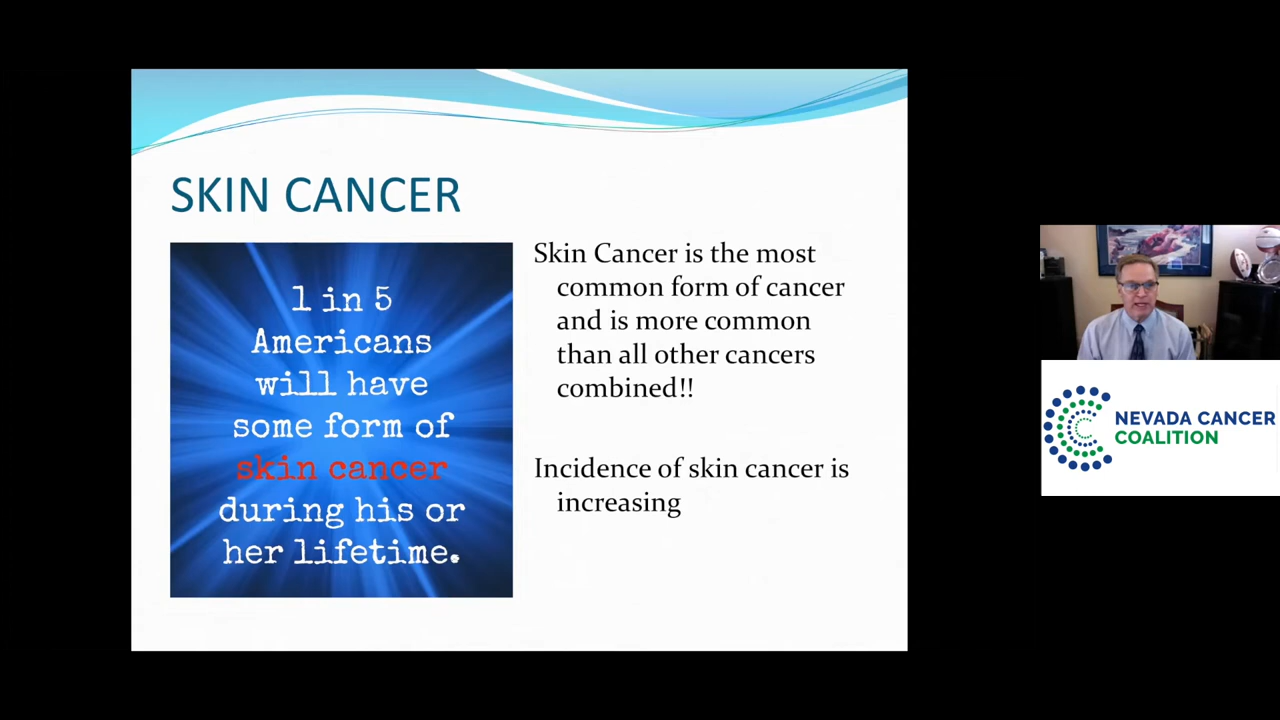 SKIN CANCER
1 in 5
Americans
will have
some form of
skin cancer
during his or
her lifetime.
Skin Cancer is the most
common form of cancer
and is more common
than all other cancers
combined!!
Incidence of skin cancer is
increasing
NEVADA CANCER
COALITION